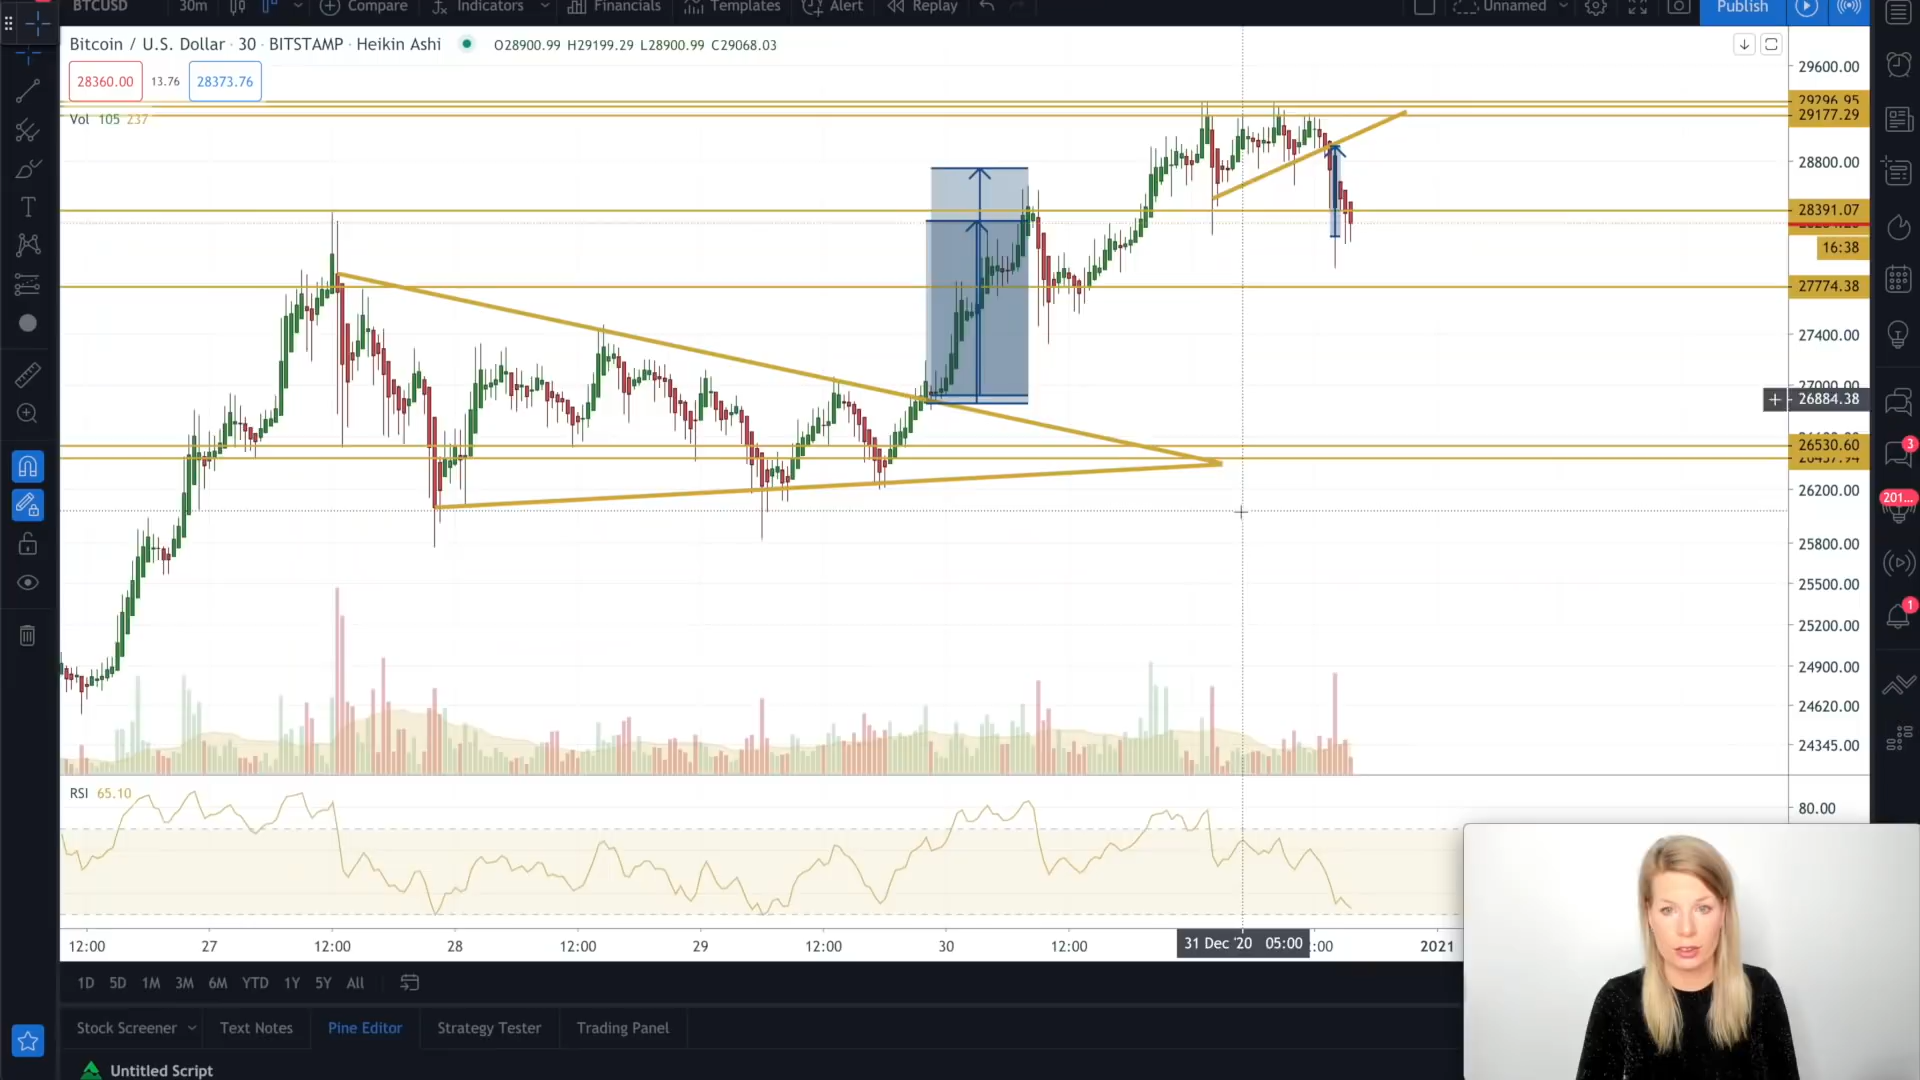 BTCUSD 30m Compare Indicators Financials Templates Alert Replay Unnamed Publish
Bitcoin / U.S. Dollar · 30 · BITSTAMP · Heikin Ashi O28900.99 H29199.29 L28900.99 C29068.03
28360.00 13.76 28373.76
Vol 105 237
29600.00
29296.95
29177.29
28800.00
28391.07
16:38
27774.38
27400.00
27000.00
26884.38
26530.60
26200.00
25800.00
25500.00
25200.00
24900.00
24620.00
24345.00
3
201...
1
RSI 65.10
80.00
12:00 27 12:00 28 12:00 29 12:00 30 12:00 31 Dec '20 05:00 2021
1D 5D 1M 3M 6M YTD 1Y 5Y All
Stock Screener Text Notes Pine Editor Strategy Tester Trading Panel
Untitled Script